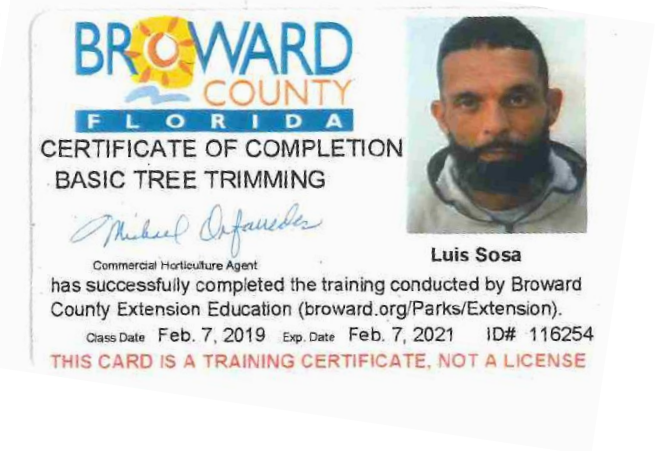 BROWARD
COUNTY
FLORIDA
CERTIFICATE OF COMPLETION
BASIC TREE TRIMMING
Michael Orfanedes
Commercial Horticulture Agent
Luis Sosa
has successfully completed the training conducted by Broward
County Extension Education (broward.org/Parks/Extension).
Class Date Feb. 7, 2019 Exp. Date Feb. 7, 2021 ID# 116254
THIS CARD IS A TRAINING CERTIFICATE, NOT A LICENSE